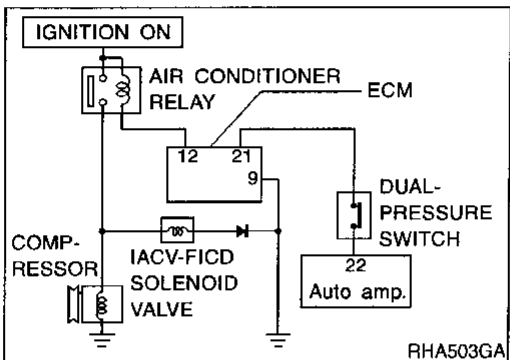 IGNITION ON
AIR CONDITIONER
RELAY
ECM
12 21
9
DUAL-
PRESSURE
SWITCH
COMP-
RESSOR
IACV-FICD
SOLENOID
VALVE
22
Auto amp.
RHA503GA